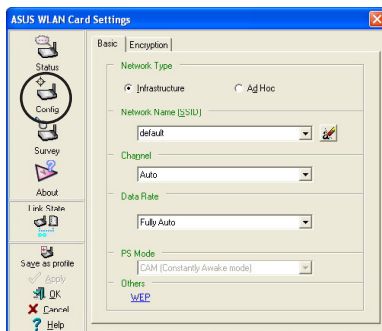 ASUS WLAN Card Settings
Status
Config
Survey
About
Link State
Save as profile
Apply
OK
Cancel
Help
Basic
Encryption
Network Type
Infrastructure
Ad Hoc
Network Name (SSID)
default
Channel
Auto
Data Rate
Fully Auto
PS Mode
CAM (Constantly Awake mode)
Others
WEP